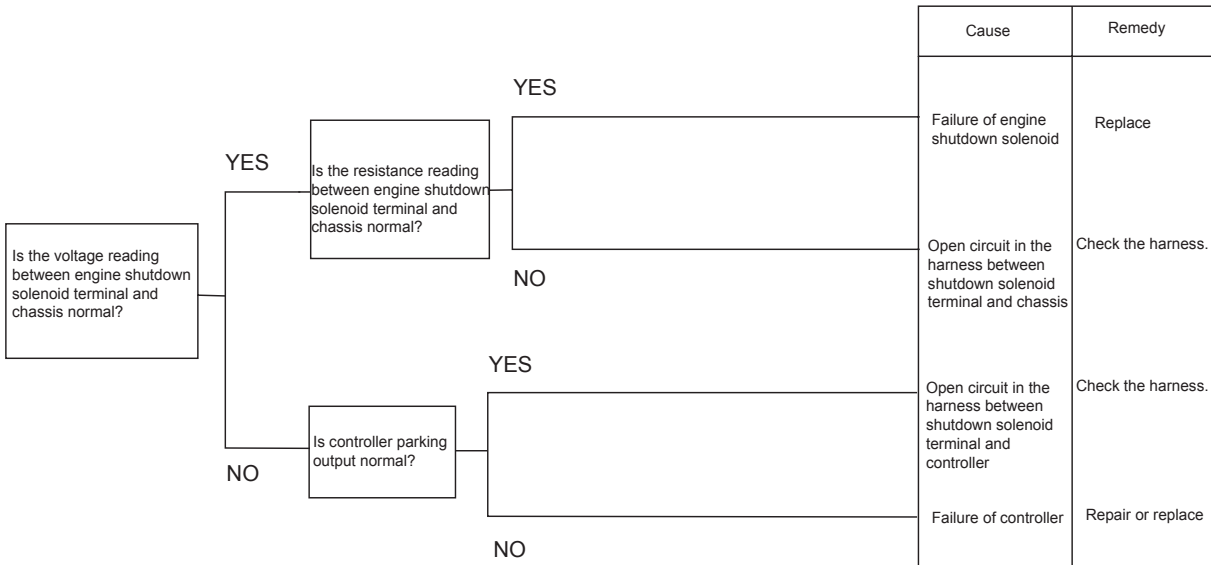 Cause
Remedy
YES
Failure of engine
shutdown solenoid
Replace
YES
Is the resistance reading
between engine shutdown
solenoid terminal and
chassis normal?
Is the voltage reading
between engine shutdown
solenoid terminal and
chassis normal?
NO
Open circuit in the
harness between
shutdown solenoid
terminal and chassis
Check the harness.
YES
Open circuit in the
harness between
shutdown solenoid
terminal and
controller
Check the harness.
NO
Is controller parking
output normal?
NO
Failure of controller
Repair or replace